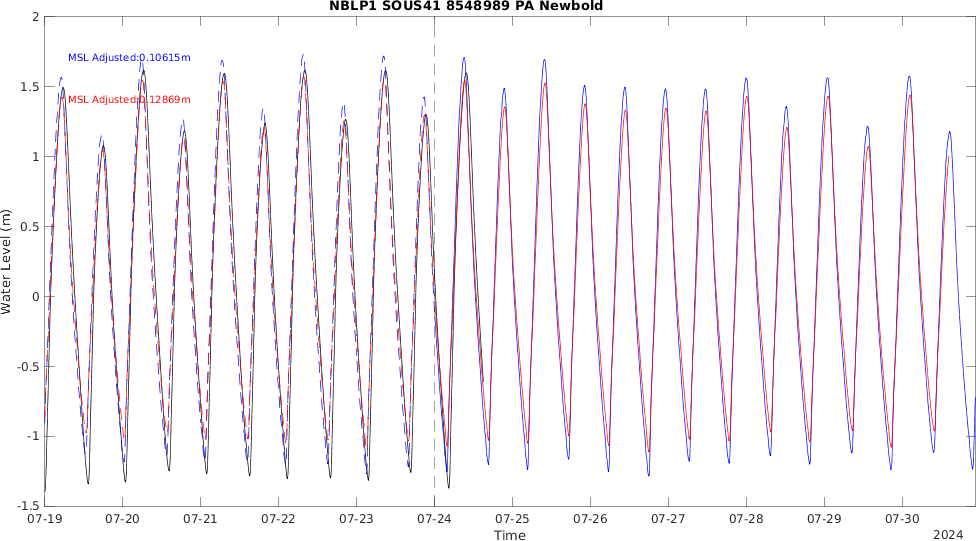 NBLP1 SOUS41 8548989 PA Newbold
2
1.5
1
0.5
0
-0.5
-1
-1.5
Water Level (m)
MSL Adjusted:0.10615m
MSL Adjusted:0.12869m
07-19 07-20 07-21 07-22 07-23 07-24 07-25 07-26 07-27 07-28 07-29 07-30
Time
2024